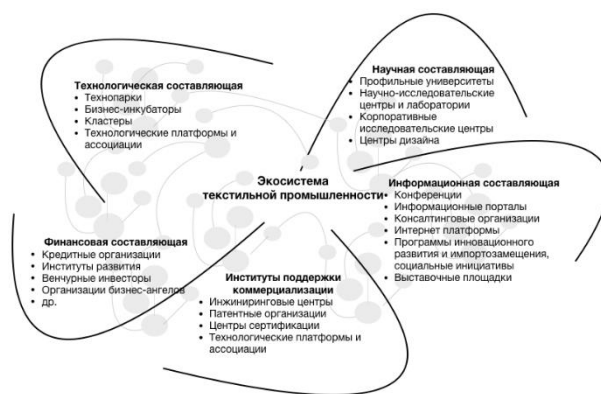 Технологическая составляющая
• Технопарки
• Бизнес-инкубаторы
• Кластеры
• Технологические платформы и
ассоциации
Научная составляющая
• Профильные университеты
• Научно-исследовательские
центры и лаборатории
• Корпоративные
исследовательские центры
• Центры дизайна
Экосистема
текстильной промышленности
Информационная составляющая
• Конференции
• Информационные порталы
• Консалтинговые организации
• Интернет платформы
• Программы инновационного
развития и импортозамещения,
социальные инициативы
• Выставочные площадки
Финансовая составляющая
• Кредитные организации
• Институты развития
• Венчурные инвесторы
• Организации бизнес-ангелов
• др.
Институты поддержки
коммерциализации
• Инжиниринговые центры
• Патентные организации
• Центры сертификации
• Технологические платформы и
ассоциации